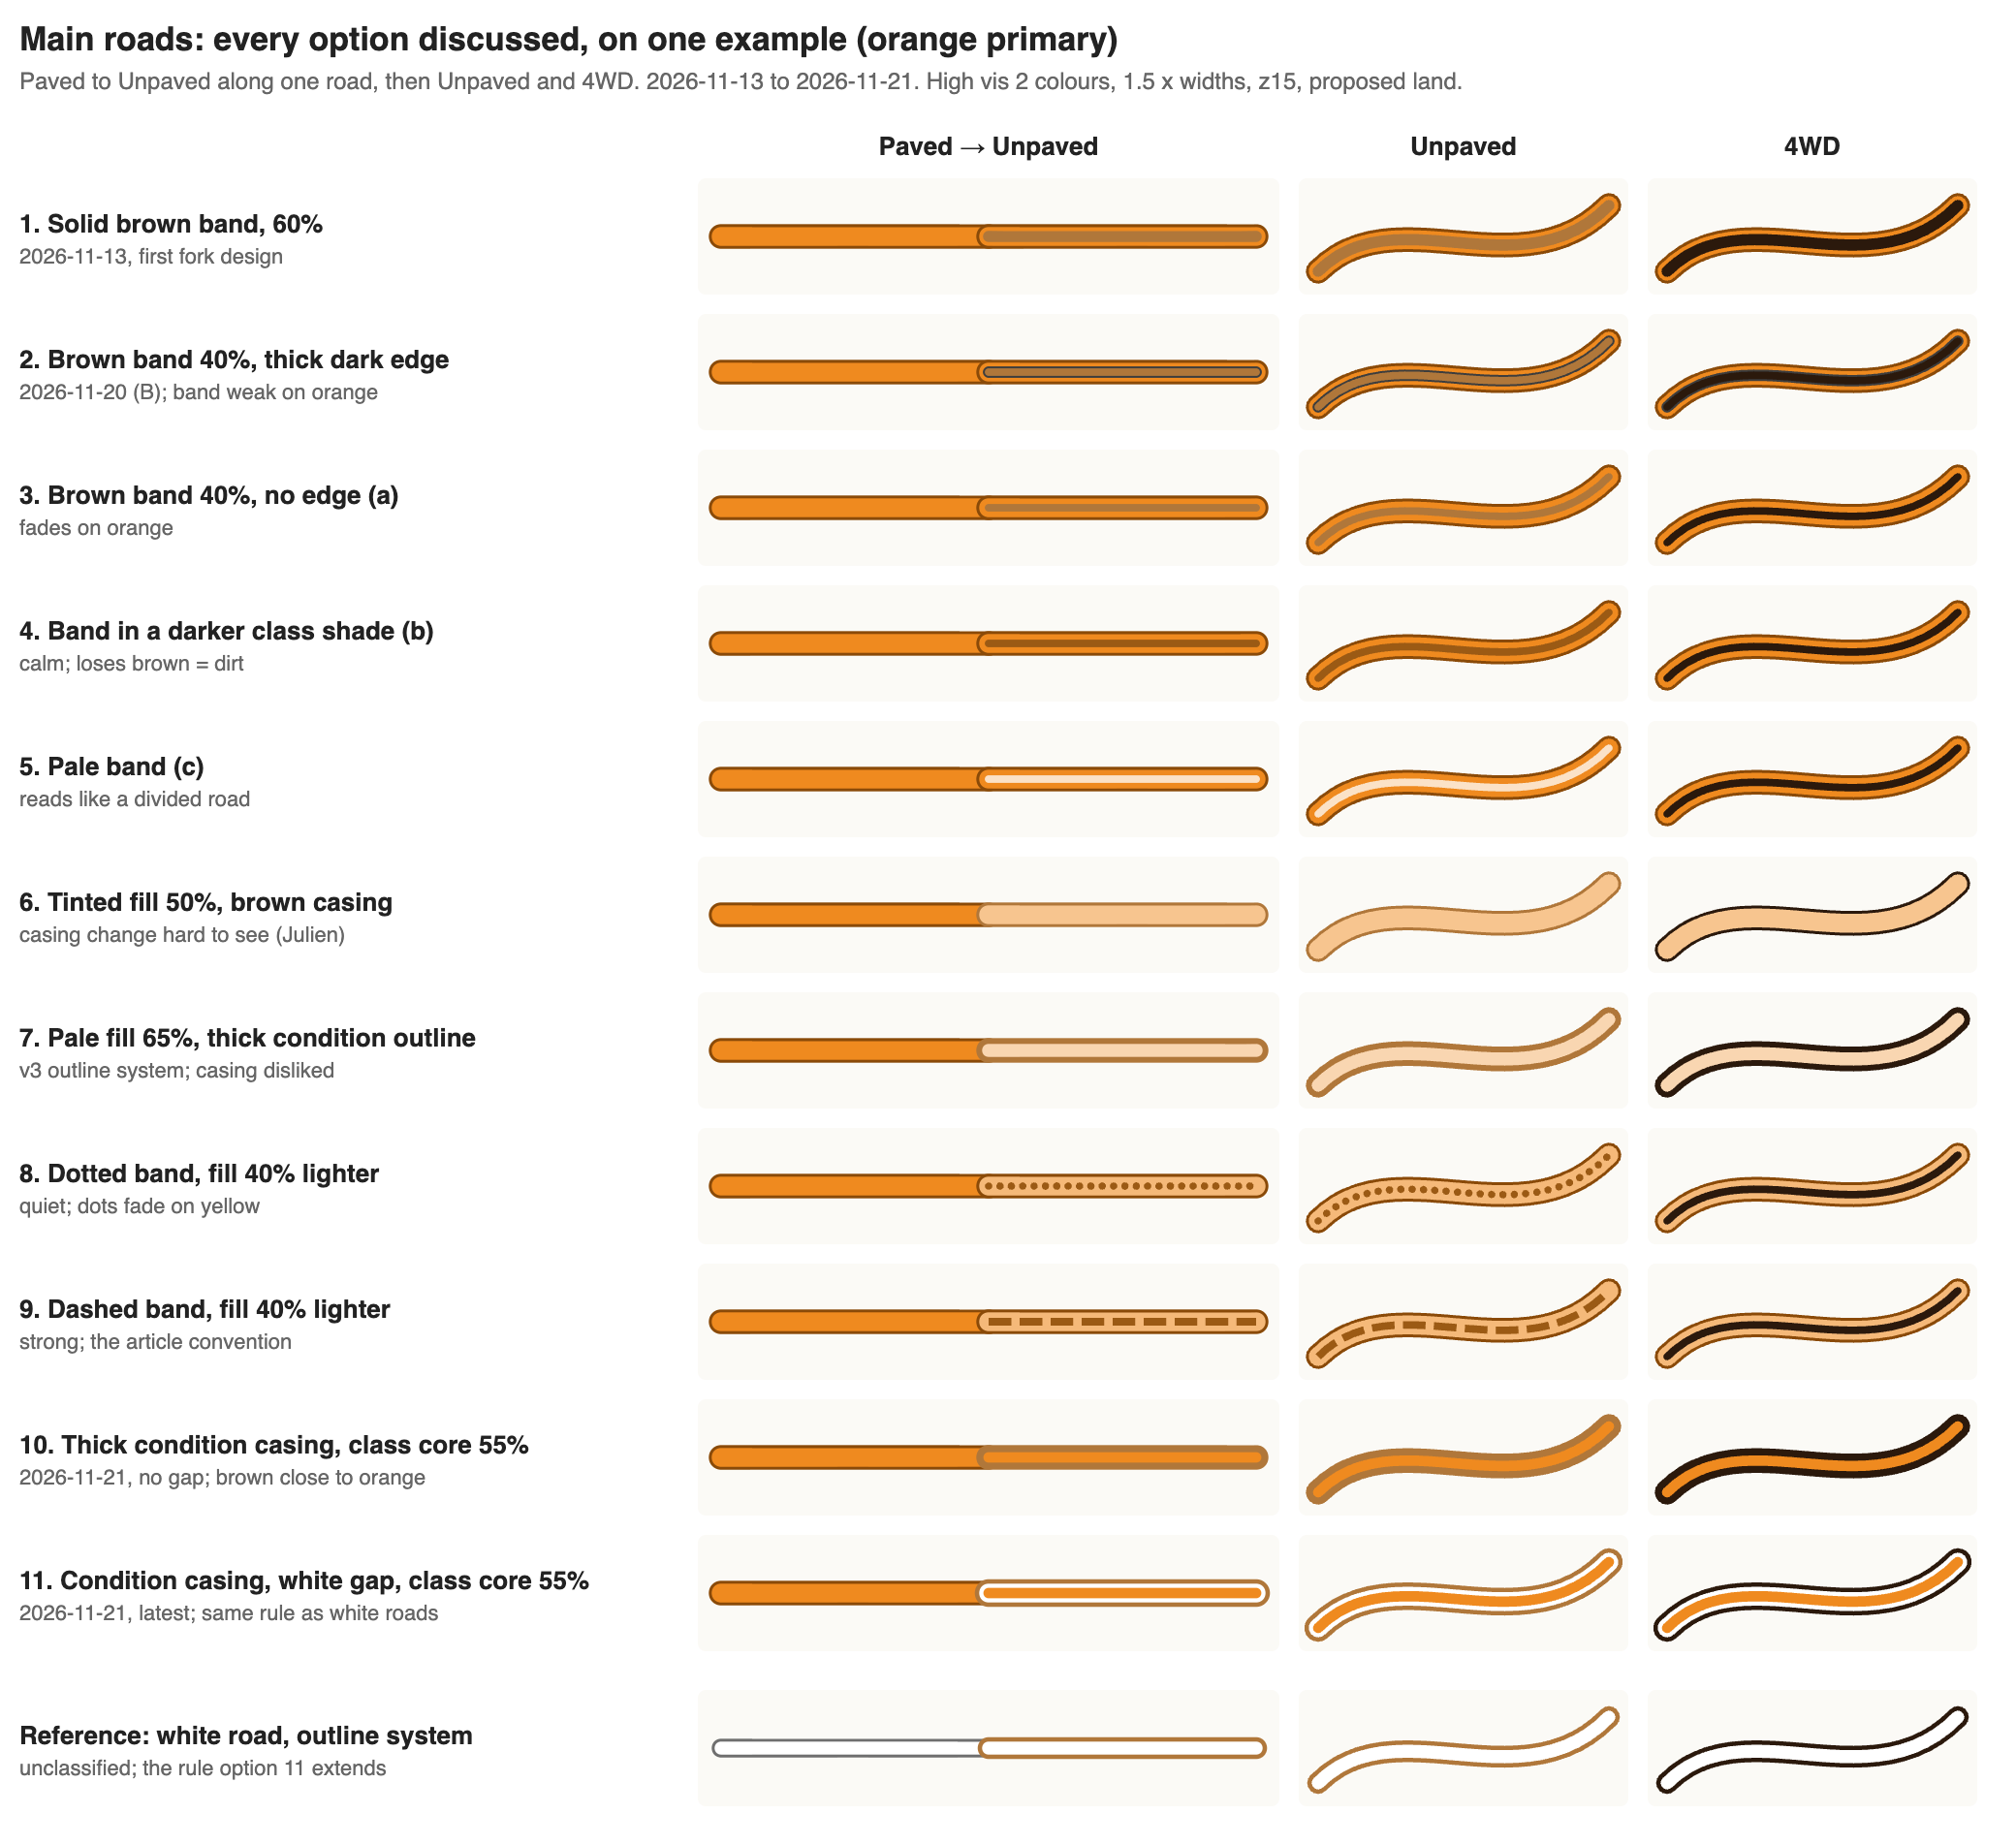 Main roads: every option discussed, on one example (orange primary)
Paved to Unpaved along one road, then Unpaved and 4WD. 2026-11-13 to 2026-11-21. High vis 2 colours, 1.5 x widths, z15, proposed land.
Paved → Unpaved
Unpaved
4WD
1. Solid brown band, 60%
2026-11-13, first fork design
2. Brown band 40%, thick dark edge
2026-11-20 (B); band weak on orange
3. Brown band 40%, no edge (a)
fades on orange
4. Band in a darker class shade (b)
calm; loses brown = dirt
5. Pale band (c)
reads like a divided road
6. Tinted fill 50%, brown casing
casing change hard to see (Julien)
7. Pale fill 65%, thick condition outline
v3 outline system; casing disliked
8. Dotted band, fill 40% lighter
quiet; dots fade on yellow
9. Dashed band, fill 40% lighter
strong; the article convention
10. Thick condition casing, class core 55%
2026-11-21, no gap; brown close to orange
11. Condition casing, white gap, class core 55%
2026-11-21, latest; same rule as white roads
Reference: white road, outline system
unclassified; the rule option 11 extends